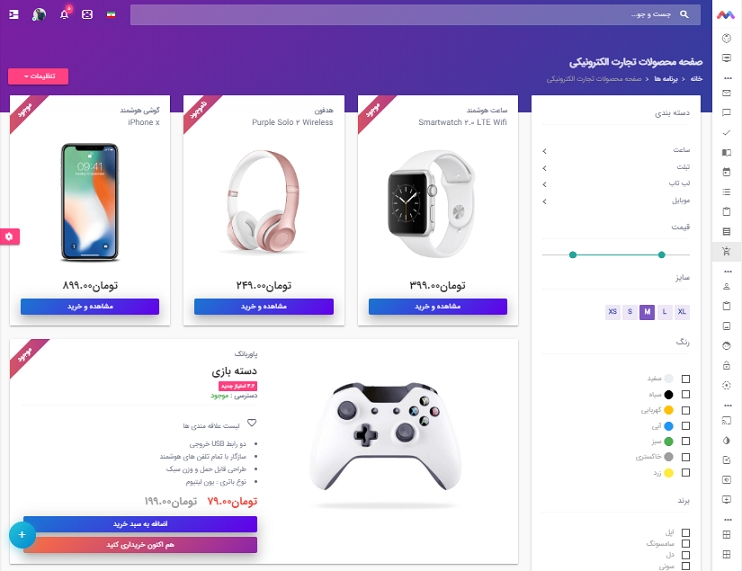 جست و جو...
۵
صفحه محصولات تجارت الکترونیکی
خانه
برنامه ها
صفحه محصولات تجارت الکترونیکی
تنظیمات
دسته بندی
ساعت
تبلت
لپ تاپ
موبایل
قیمت
سایز
XS S M L XL
رنگ
سفید
سیاه
کهربایی
آبی
سبز
خاکستری
زرد
برند
اپل
سامسونگ
دل
سونی
موجود
ساعت هوشمند
Smartwatch ۲.۰ LTE Wifi
تومان۳۹۹.۰۰
مشاهده و خرید
ناموجود
هدفون
Purple Solo ۲ Wireless
تومان۲۴۹.۰۰
مشاهده و خرید
موجود
گوشی هوشمند
iPhone x
09:41
تومان۸۹۹.۰۰
مشاهده و خرید
موجود
پاوربانک
دسته بازی
دسترسی : موجود
لیست علاقه مندی ها
دو رابط USB خروجی
سازگار با تمام تلفن های هوشمند
طراحی قابل حمل و وزن سبک
نوع باتری : یون لیتیوم
تومان۷۹.۰۰ تومان۱۹۹.۰۰
اضافه به سبد خرید
هم اکنون خریداری کنید